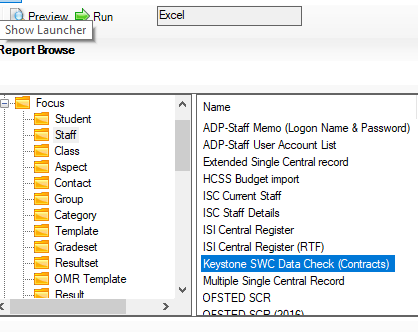 Preview Run Excel
Show Launcher
Report Browse
Focus
Student
Staff
Class
Aspect
Contact
Group
Category
Template
Gradeset
Resultset
OMR Template
Result
Name
ADP-Staff Memo (Logon Name & Password)
ADP-Staff User Account List
Extended Single Central record
HCSS Budget import
ISC Current Staff
ISC Staff Details
ISI Central Register
ISI Central Register (RTF)
Keystone SWC Data Check (Contracts)
Multiple Single Central Record
OFSTED SCR
OFSTED SCR (2016)